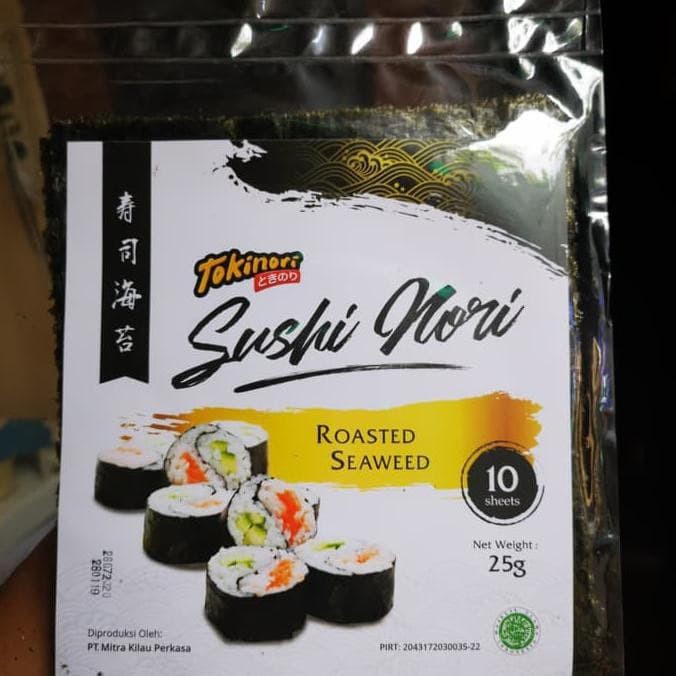 寿司海苔
Tokinori
ときのり
Sushi Nori
ROASTED
SEAWEED
10
sheets
Net Weight :
25g
280119
Diproduksi Oleh:
PT. Mitra Kilau Perkasa
PIRT: 2043172030035-22